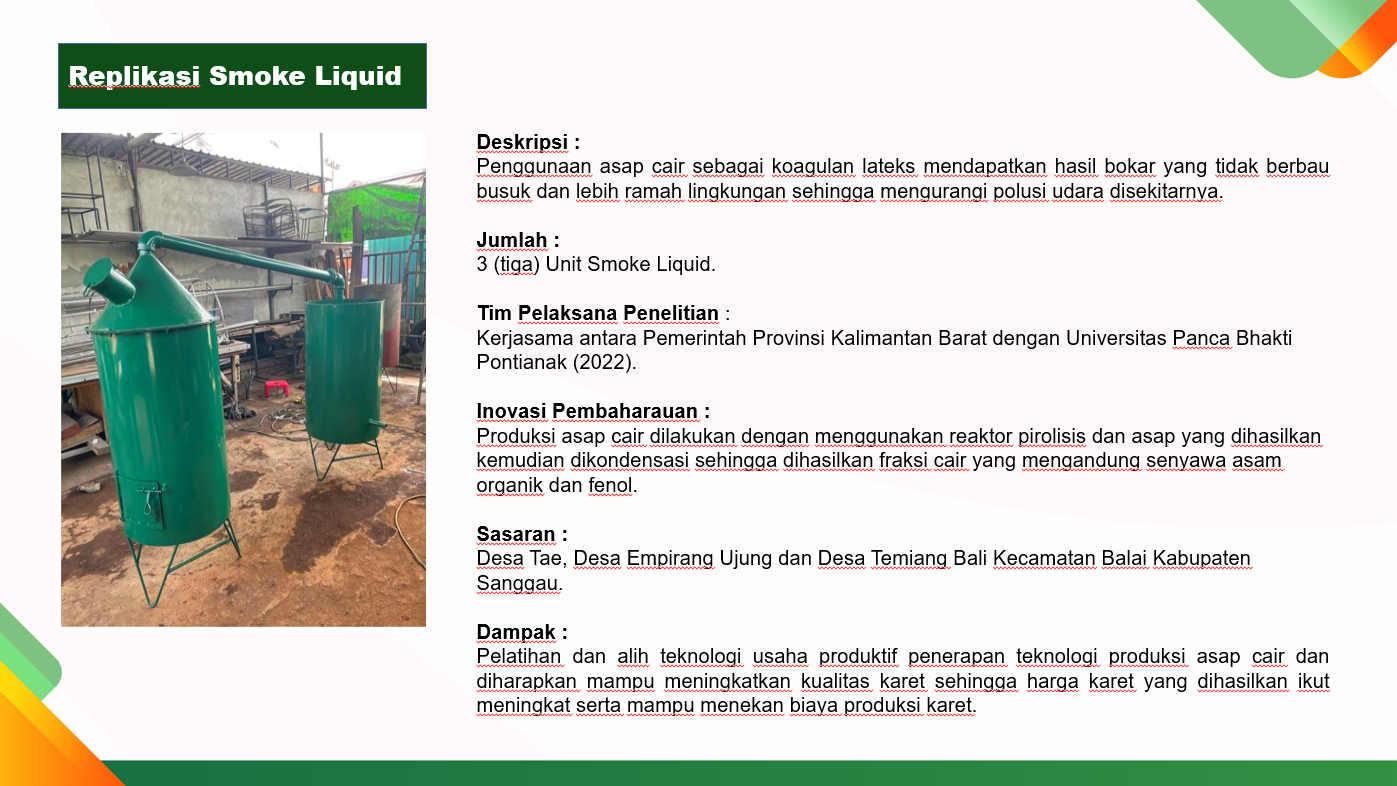 Replikasi Smoke Liquid
Deskripsi :
Penggunaan asap cair sebagai koagulan lateks mendapatkan hasil bokar yang tidak berbau
busuk dan lebih ramah lingkungan sehingga mengurangi polusi udara disekitarnya.
Jumlah :
3 (tiga) Unit Smoke Liquid.
Tim Pelaksana Penelitian :
Kerjasama antara Pemerintah Provinsi Kalimantan Barat dengan Universitas Panca Bhakti
Pontianak (2022).
Inovasi Pembaharauan :
Produksi asap cair dilakukan dengan menggunakan reaktor pirolisis dan asap yang dihasilkan
kemudian dikondensasi sehingga dihasilkan fraksi cair yang mengandung senyawa asam
organik dan fenol.
Sasaran :
Desa Tae, Desa Empirang Ujung dan Desa Temiang Bali Kecamatan Balai Kabupaten
Sanggau.
Dampak :
Pelatihan dan alih teknologi usaha produktif penerapan teknologi produksi asap cair dan
diharapkan mampu meningkatkan kualitas karet sehingga harga karet yang dihasilkan ikut
meningkat serta mampu menekan biaya produksi karet.